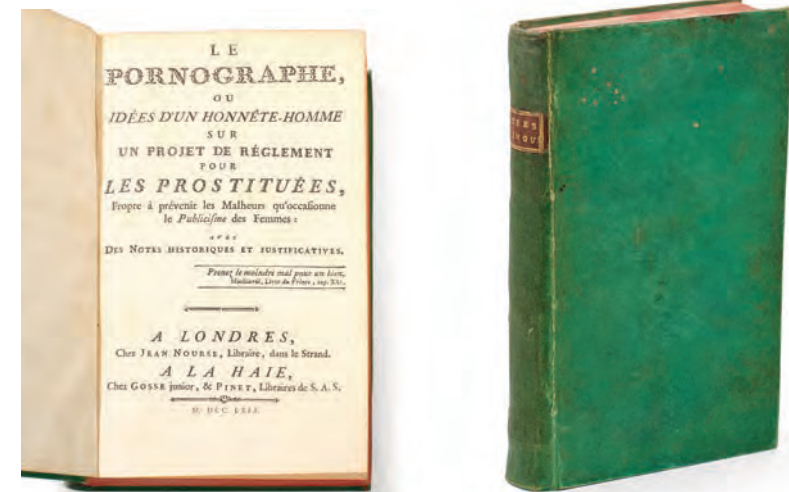 LE
PORNOGRAPHE,
OU
IDÉES D'UN HONNÊTE-HOMME
SUR
UN PROJET DE RÉGLEMENT
POUR
LES PROSTITUÉES,
Propre à prévenir les Malheurs qu'occasionne
le Publicisme des Femmes:
avec
DES NOTES HISTORIQUES ET JUSTIFICATIVES.
Prenez le moindre mal pour un bien.
Machiavel, Livre du Prince, cap. XXI.
A LONDRES,
Chez JEAN NOURSE, Libraire, dans le Strand.
A LA HAIE,
Chez GOSSE junior, & PINET, Libraires de S. A. S.
M. DCC. LXIX.